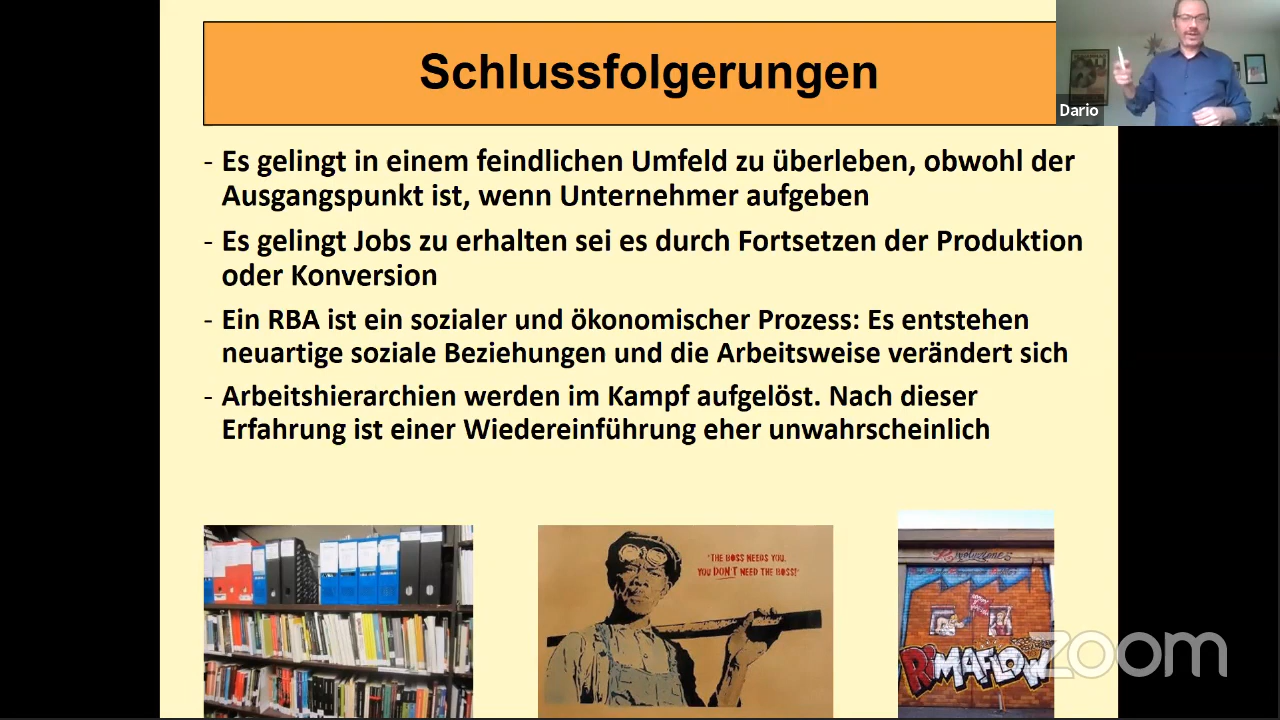 Schlussfolgerungen
Dario
- Es gelingt in einem feindlichen Umfeld zu überleben, obwohl der
Ausgangspunkt ist, wenn Unternehmer aufgeben
- Es gelingt Jobs zu erhalten sei es durch Fortsetzen der Produktion
oder Konversion
- Ein RBA ist ein sozialer und ökonomischer Prozess: Es entstehen
neuartige soziale Beziehungen und die Arbeitsweise verändert sich
- Arbeitshierarchien werden im Kampf aufgelöst. Nach dieser
Erfahrung ist einer Wiedereinführung eher unwahrscheinlich
"THE BOSS NEEDS YOU,
YOU DON'T NEED THE BOSS!"
RiMAFLOW
zoom